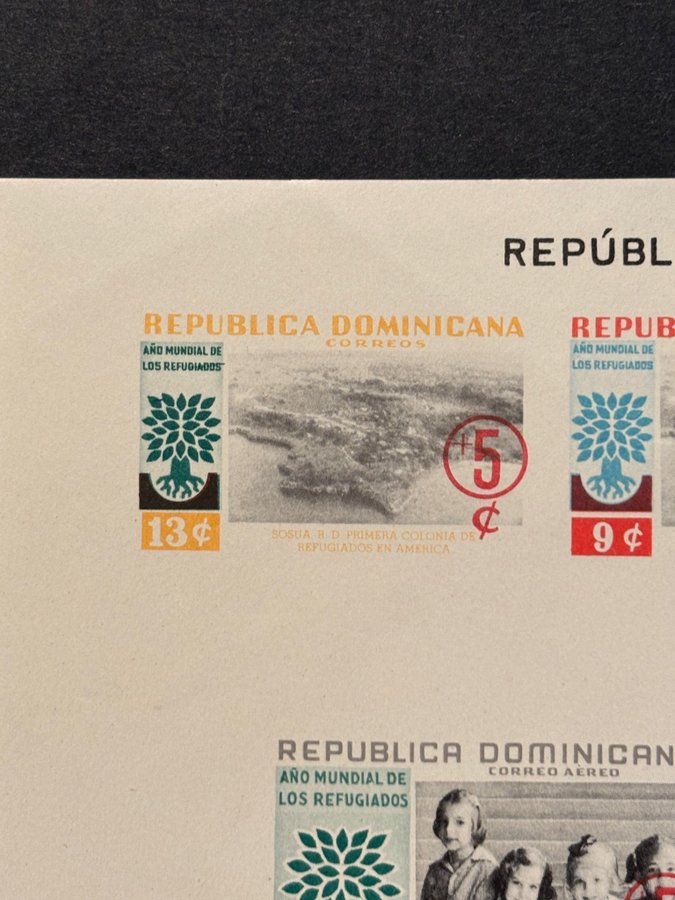 REPÚBL
REPUBLICA DOMINICANA
CORREOS
AÑO MUNDIAL DE
LOS REFUGIADOS
+5
¢
13 ¢
SOSUA. R. D. PRIMERA COLONIA DE
REFUGIADOS EN AMERICA
REPUB
AÑO MUNDIAL DE
LOS REFUGIADOS
9 ¢
REPUBLICA DOMINICAN
CORREO AÉREO
AÑO MUNDIAL DE
LOS REFUGIADOS